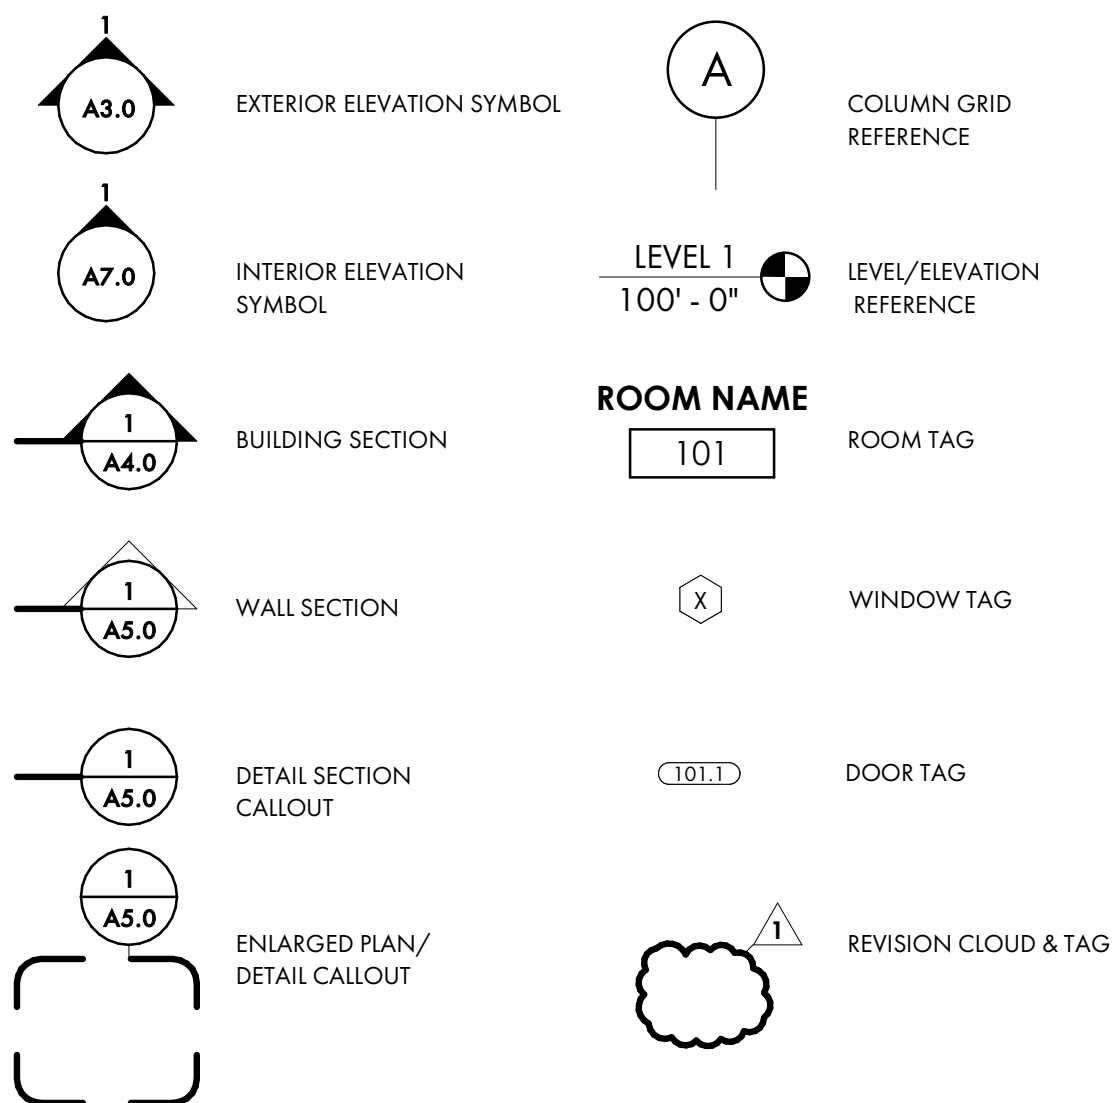 1
A3.0
EXTERIOR ELEVATION SYMBOL
1
A7.0
INTERIOR ELEVATION
SYMBOL
1
A4.0
BUILDING SECTION
1
A5.0
WALL SECTION
1
A5.0
DETAIL SECTION
CALLOUT
1
A5.0
ENLARGED PLAN/
DETAIL CALLOUT
A
COLUMN GRID
REFERENCE
LEVEL 1
100' - 0"
LEVEL/ELEVATION
REFERENCE
ROOM NAME
101
ROOM TAG
X
WINDOW TAG
101.1
DOOR TAG
1
REVISION CLOUD & TAG